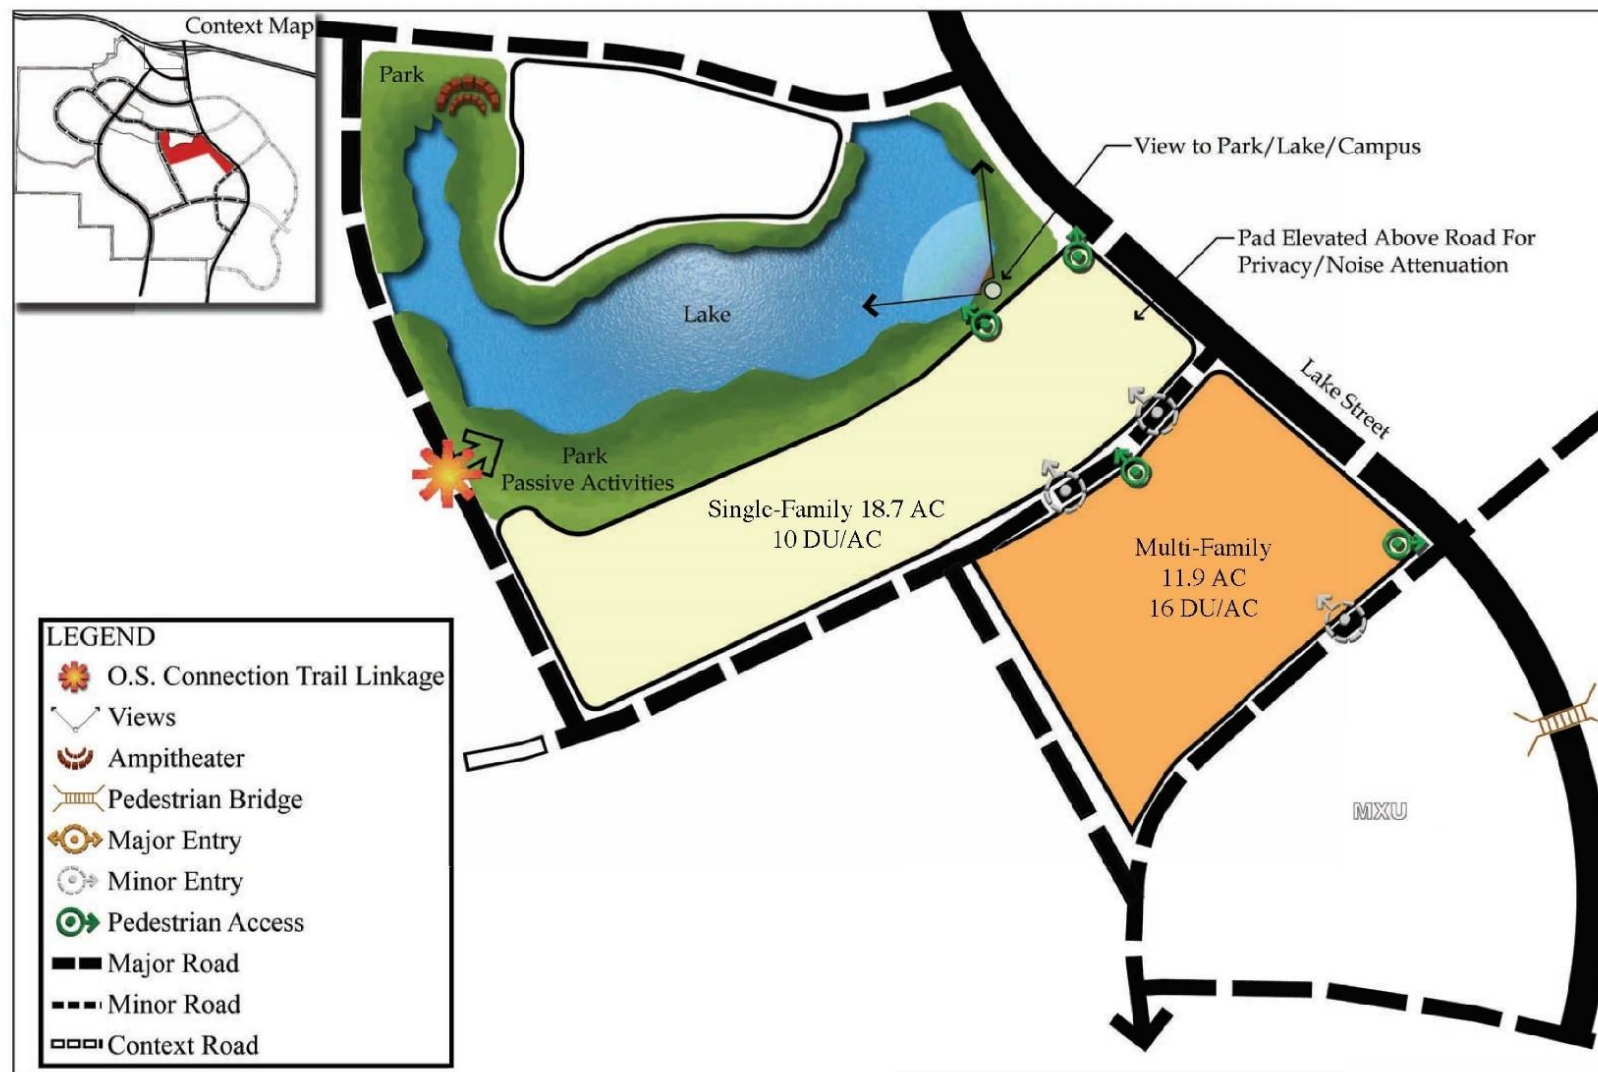 Context Map
Park
View to Park/Lake/Campus
Pad Elevated Above Road For
Privacy/Noise Attenuation
Lake
Lake Street
Park
Passive Activities
Single-Family 18.7 AC
10 DU/AC
Multi-Family
11.9 AC
16 DU/AC
MXU
LEGEND
O.S. Connection Trail Linkage
Views
Ampitheater
Pedestrian Bridge
Major Entry
Minor Entry
Pedestrian Access
Major Road
Minor Road
Context Road